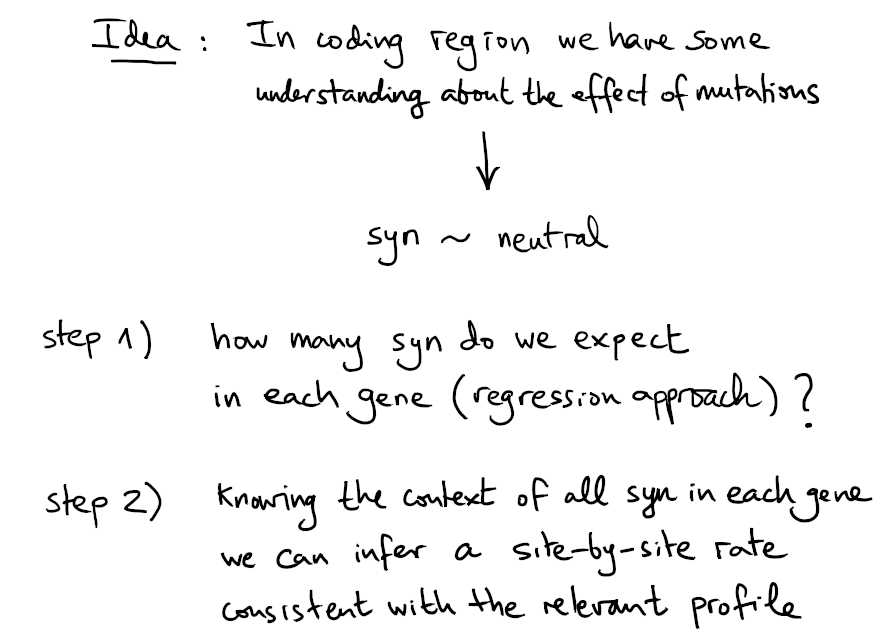 Idea : In coding region we have some
understanding about the effect of mutations
↓
syn ~ neutral
step 1) how many syn do we expect
in each gene (regression approach) ?
step 2) Knowing the context of all syn in each gene
we can infer a site-by-site rate
consistent with the relevant profile